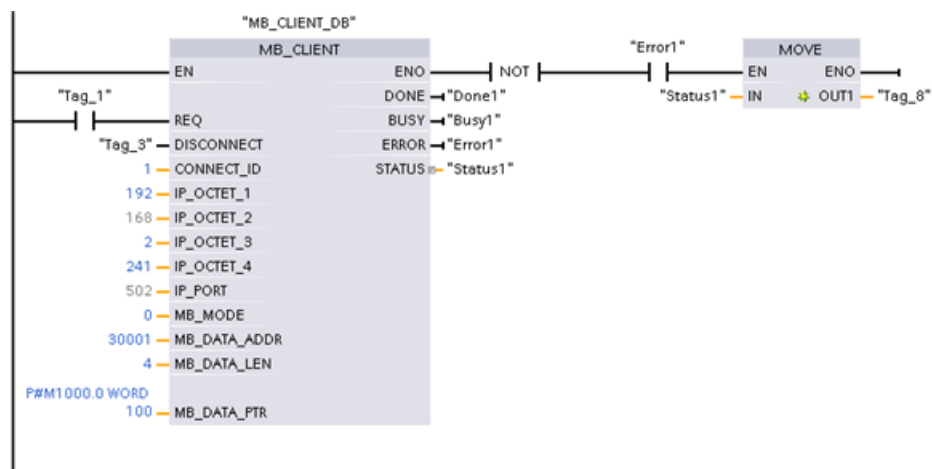 "MB_CLIENT_DB"
MB_CLIENT
"Error1"
MOVE
EN ENO
NOT
EN ENO
"Tag_1"
DONE "Done1"
"Status1" IN OUT1 "Tag_8"
REQ BUSY "Busy1"
"Tag_3" DISCONNECT ERROR "Error1"
1 CONNECT_ID STATUS "Status1"
192 IP_OCTET_1
168 IP_OCTET_2
2 IP_OCTET_3
241 IP_OCTET_4
502 IP_PORT
0 MB_MODE
30001 MB_DATA_ADDR
4 MB_DATA_LEN
P#M1000.0 WORD
100 MB_DATA_PTR